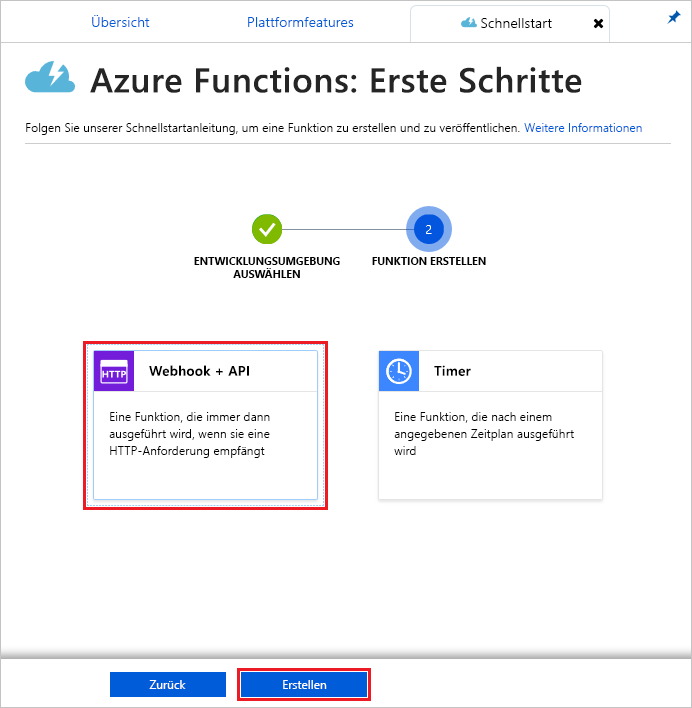 Übersicht
Plattformfeatures
Schnellstart
Azure Functions: Erste Schritte
Folgen Sie unserer Schnellstartanleitung, um eine Funktion zu erstellen und zu veröffentlichen. Weitere Informationen
2
ENTWICKLUNGSUMGEBUNG
AUSWÄHLEN
FUNKTION ERSTELLEN
HTTP
Webhook + API
Eine Funktion, die immer dann
ausgeführt wird, wenn sie eine
HTTP-Anforderung empfängt
Timer
Eine Funktion, die nach einem
angegebenen Zeitplan ausgeführt
wird
Zurück
Erstellen